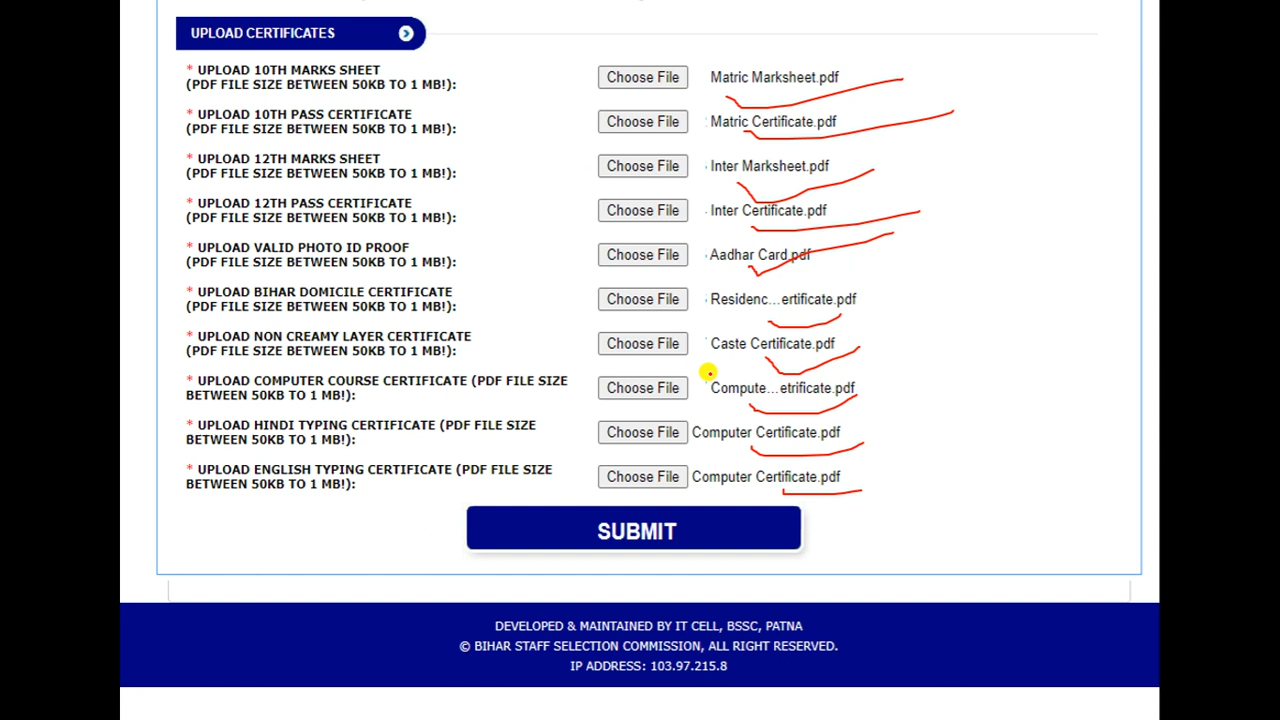 UPLOAD CERTIFICATES
* UPLOAD 10TH MARKS SHEET
(PDF FILE SIZE BETWEEN 50KB TO 1 MB!):
Choose File Matric Marksheet.pdf
* UPLOAD 10TH PASS CERTIFICATE
(PDF FILE SIZE BETWEEN 50KB TO 1 MB!):
Choose File Matric Certificate.pdf
* UPLOAD 12TH MARKS SHEET
(PDF FILE SIZE BETWEEN 50KB TO 1 MB!):
Choose File Inter Marksheet.pdf
* UPLOAD 12TH PASS CERTIFICATE
(PDF FILE SIZE BETWEEN 50KB TO 1 MB!):
Choose File Inter Certificate.pdf
* UPLOAD VALID PHOTO ID PROOF
(PDF FILE SIZE BETWEEN 50KB TO 1 MB!):
Choose File Aadhar Card.pdf
* UPLOAD BIHAR DOMICILE CERTIFICATE
(PDF FILE SIZE BETWEEN 50KB TO 1 MB!):
Choose File Residenc...ertificate.pdf
* UPLOAD NON CREAMY LAYER CERTIFICATE
(PDF FILE SIZE BETWEEN 50KB TO 1 MB!):
Choose File Caste Certificate.pdf
* UPLOAD COMPUTER COURSE CERTIFICATE (PDF FILE SIZE
BETWEEN 50KB TO 1 MB!):
Choose File Compute...etrificate.pdf
* UPLOAD HINDI TYPING CERTIFICATE (PDF FILE SIZE
BETWEEN 50KB TO 1 MB!):
Choose File Computer Certificate.pdf
* UPLOAD ENGLISH TYPING CERTIFICATE (PDF FILE SIZE
BETWEEN 50KB TO 1 MB!):
Choose File Computer Certificate.pdf
SUBMIT
DEVELOPED & MAINTAINED BY IT CELL, BSSC, PATNA
© BIHAR STAFF SELECTION COMMISSION, ALL RIGHT RESERVED.
IP ADDRESS: 103.97.215.8